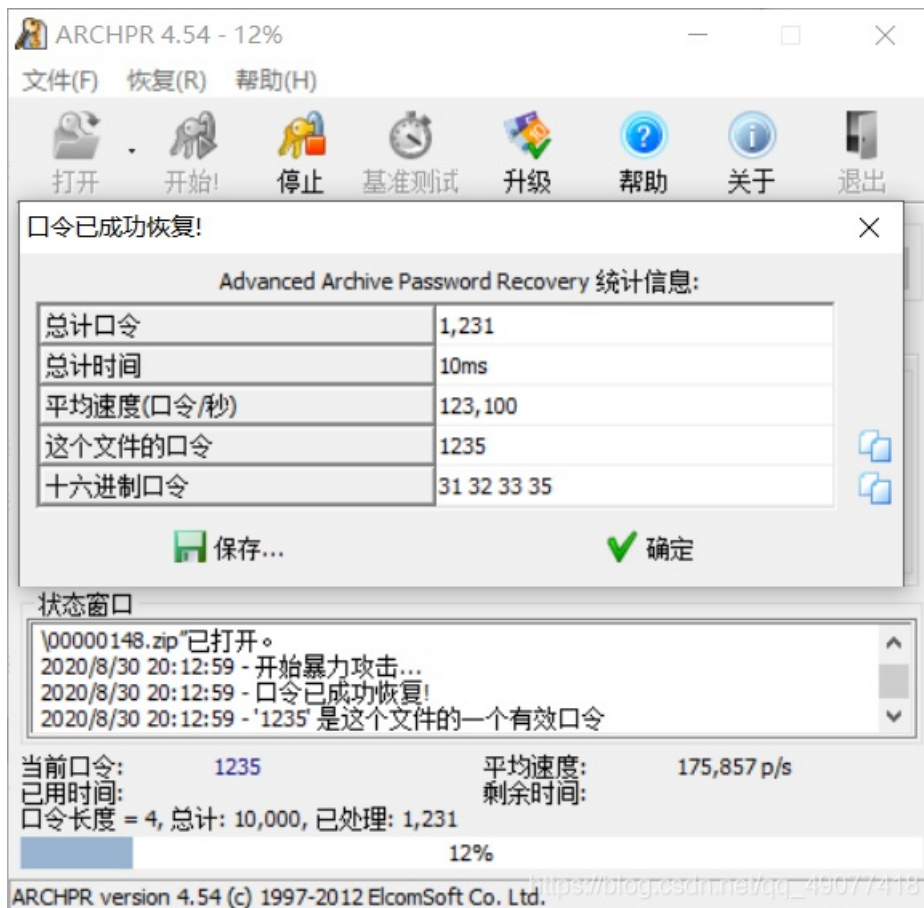 ARCHPR 4.54 - 12%
文件(F) 恢复(R) 帮助(H)
打开 开始! 停止 基准测试 升级 帮助 关于 退出
口令已成功恢复!
Advanced Archive Password Recovery 统计信息:
总计口令 1,231
总计时间 10ms
平均速度(口令/秒) 123,100
这个文件的口令 1235
十六进制口令 31 32 33 35
保存... 确定
状态窗口
\00000148.zip"已打开。
2020/8/30 20:12:59 - 开始暴力攻击...
2020/8/30 20:12:59 - 口令已成功恢复!
2020/8/30 20:12:59 - '1235' 是这个文件的一个有效口令
当前口令: 1235 平均速度: 175,857 p/s
已用时间: 剩余时间:
口令长度 = 4, 总计: 10,000, 已处理: 1,231
12%
https://blog.csdn.net/qq_49077418
ARCHPR version 4.54 (c) 1997-2012 ElcomSoft Co. Ltd.